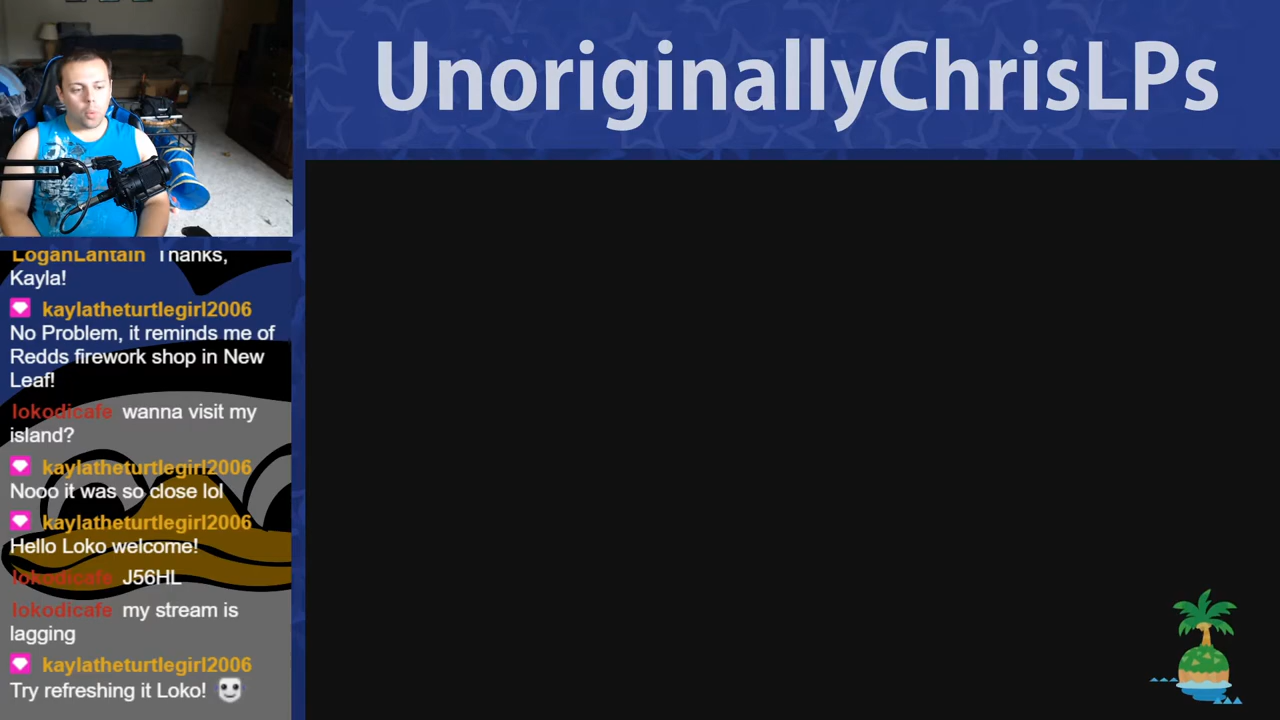 UnoriginallyChrisLPs
LoganLantain Thanks,
Kayla!
kaylatheturtlegirl2006
No Problem, it reminds me of
Redds firework shop in New
Leaf!
lokodicafe wanna visit my
island?
kaylatheturtlegirl2006
Nooo it was so close lol
kaylatheturtlegirl2006
Hello Loko welcome!
lokodicafe J56HL
lokodicafe my stream is
lagging
kaylatheturtlegirl2006
Try refreshing it Loko!